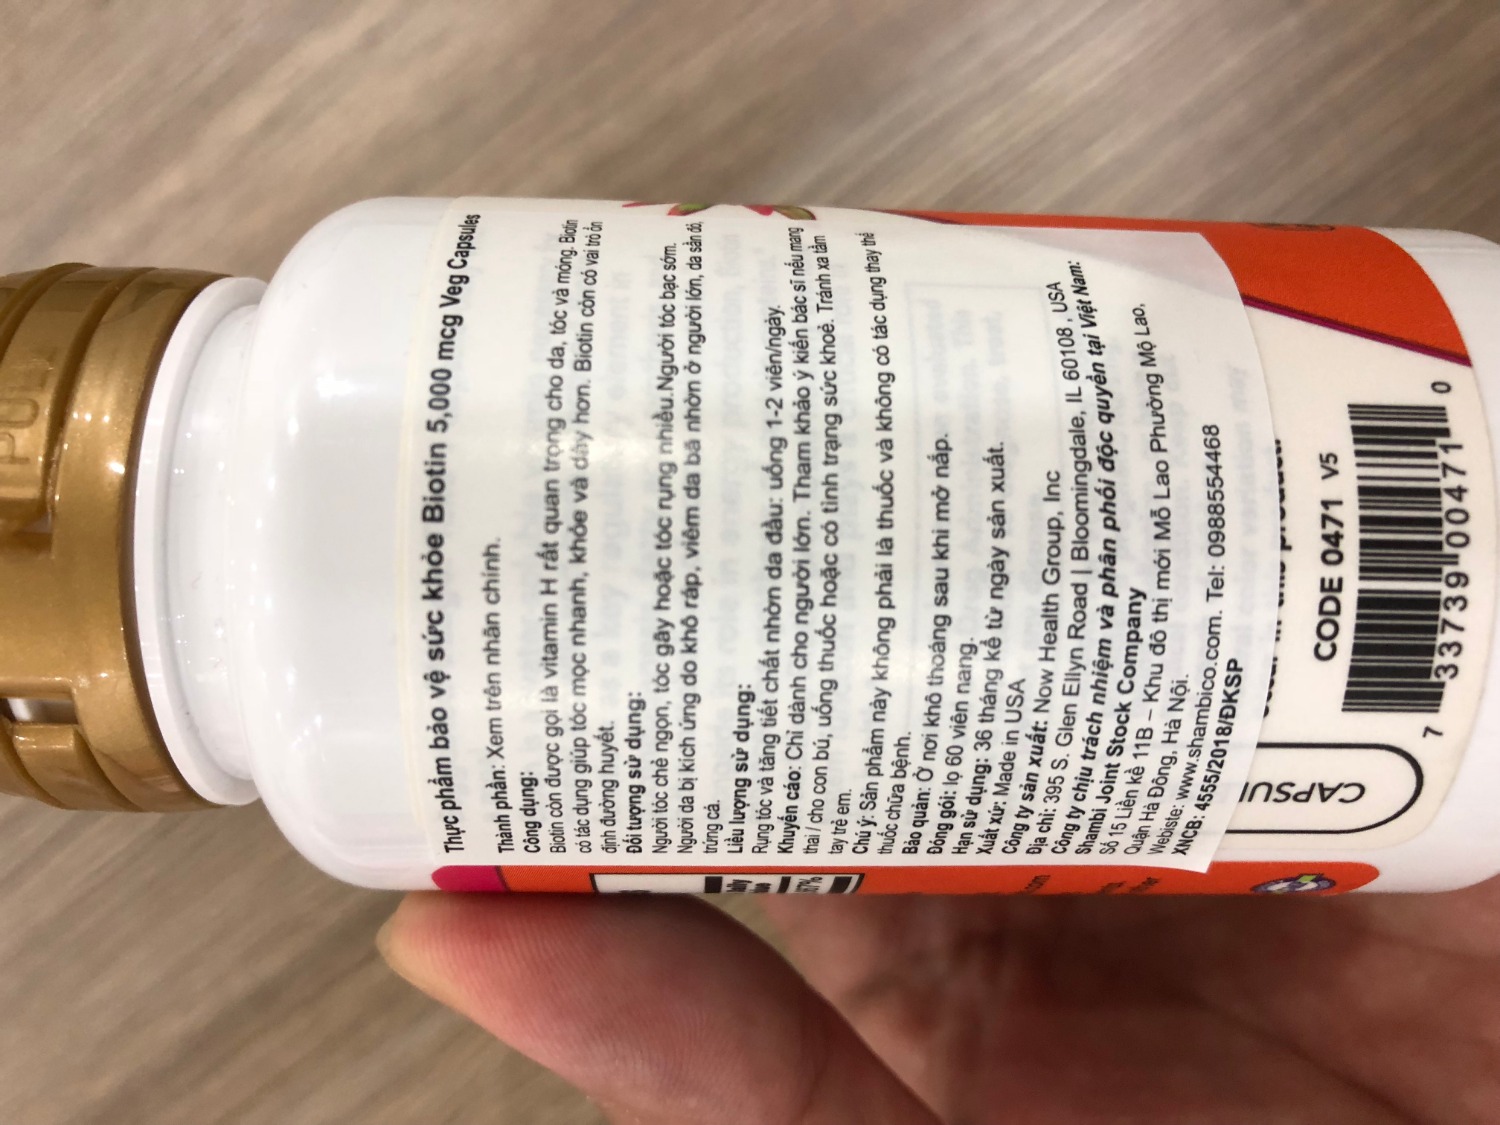 Thực phẩm bảo vệ sức khỏe Biotin 5,000 mcg Veg Capsules
Thành phần: Xem trên nhãn chính.
Công dụng:
Biotin còn được gọi là vitamin H rất quan trọng cho da, tóc và móng. Biotin
có tác dụng giúp tóc mọc nhanh, khỏe và dày hơn. Biotin còn có vai trò ổn
định đường huyết.
Đối tượng sử dụng:
Người tóc chẻ ngọn, tóc gãy hoặc tóc rụng nhiều.Người tóc bạc sớm.
Người da bị kích ứng do khô ráp, viêm da bã nhờn ở người lớn, da sần đỏ,
trứng cá.
Liều lượng sử dụng:
Rụng tóc và tăng tiết chất nhờn da đầu: uống 1-2 viên/ngày.
Khuyến cáo: Chỉ dành cho người lớn. Tham khảo ý kiến bác sĩ nếu mang
thai / cho con bú, uống thuốc hoặc có tình trạng sức khoẻ. Tránh xa tầm
tay trẻ em.
Chú ý: Sản phẩm này không phải là thuốc và không có tác dụng thay thế
thuốc chữa bệnh.
Bảo quản: Ở nơi khô thoáng sau khi mở nắp.
Đóng gói: lọ 60 viên nang.
Hạn sử dụng: 36 tháng kể từ ngày sản xuất.
Xuất xứ: Made in USA
Công ty sản xuất: Now Health Group, Inc
Địa chỉ: 395 S. Glen Ellyn Road | Bloomingdale, IL 60108 , USA
Công ty chịu trách nhiệm và phân phối độc quyền tại Việt Nam:
Shambi Joint Stock Company
Số 15 Liền kề 11B – Khu đô thị mới Mỗ Lao Phường Mộ Lao,
Quận Hà Đông, Hà Nội.
Webiste: www.shambico.com. Tel: 0988554468
XNCB: 4555/2018/ĐKSP
CAPSUL
CODE 0471 V5
7 33739 00471 0